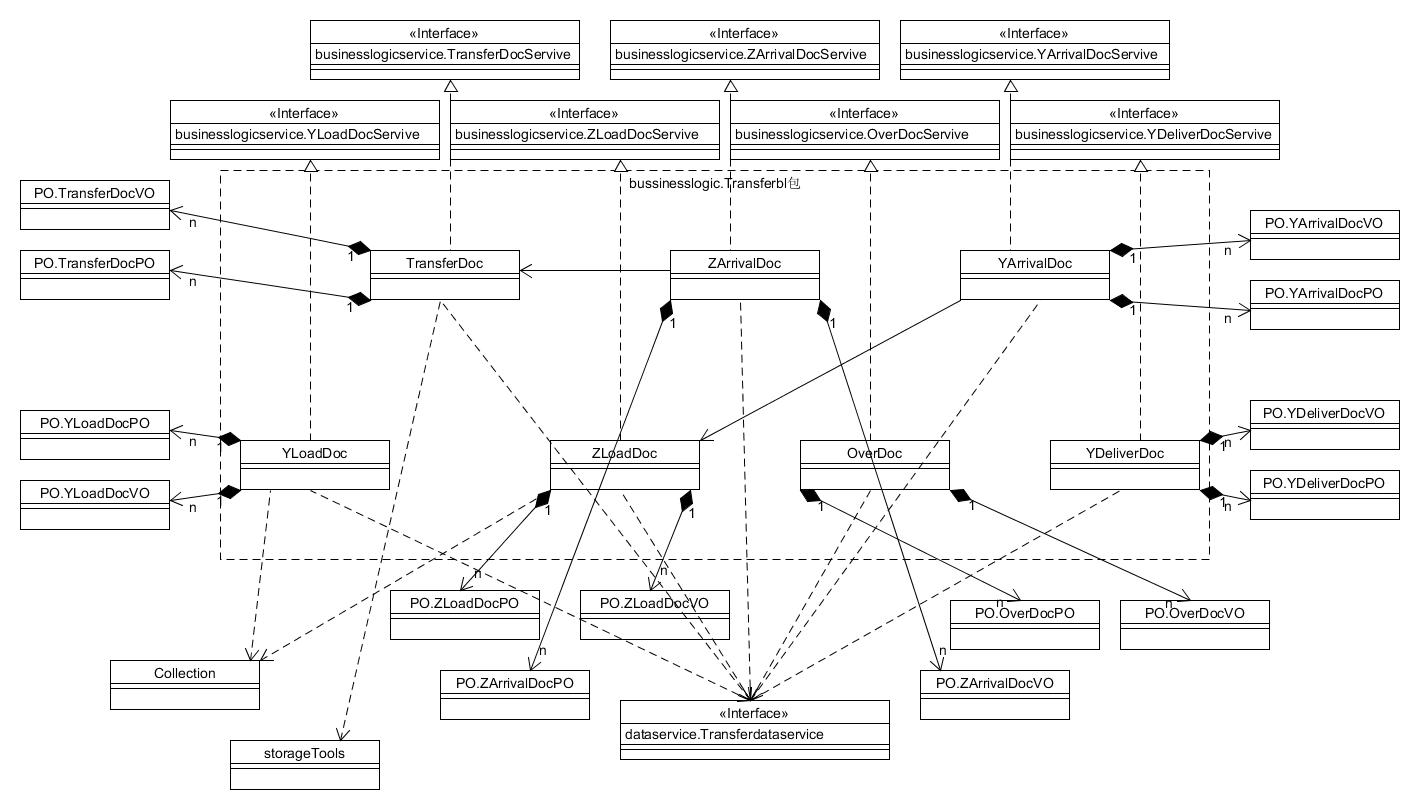 «Interface»
businesslogicservice.TransferDocServive
«Interface»
businesslogicservice.ZArrivalDocServive
«Interface»
businesslogicservice.YArrivalDocServive
«Interface»
businesslogicservice.YLoadDocServive
«Interface»
businesslogicservice.ZLoadDocServive
«Interface»
businesslogicservice.OverDocServive
«Interface»
businesslogicservice.YDeliverDocServive
bussinesslogic.Transferbl包
PO.TransferDocVO
n
1
PO.TransferDocPO
n
1
TransferDoc
ZArrivalDoc
1
1
YArrivalDoc
1
n
PO.YArrivalDocVO
1
n
PO.YArrivalDocPO
PO.YLoadDocPO
n
1
PO.YLoadDocVO
n
1
YLoadDoc
ZLoadDoc
1
1
OverDoc
1
1
YDeliverDoc
1
n
PO.YDeliverDocVO
1
n
PO.YDeliverDocPO
n
PO.ZLoadDocPO
n
PO.ZLoadDocVO
n
PO.OverDocPO
n
PO.OverDocVO
Collection
n
PO.ZArrivalDocPO
n
PO.ZArrivalDocVO
«Interface»
dataservice.Transferdataservice
storageTools